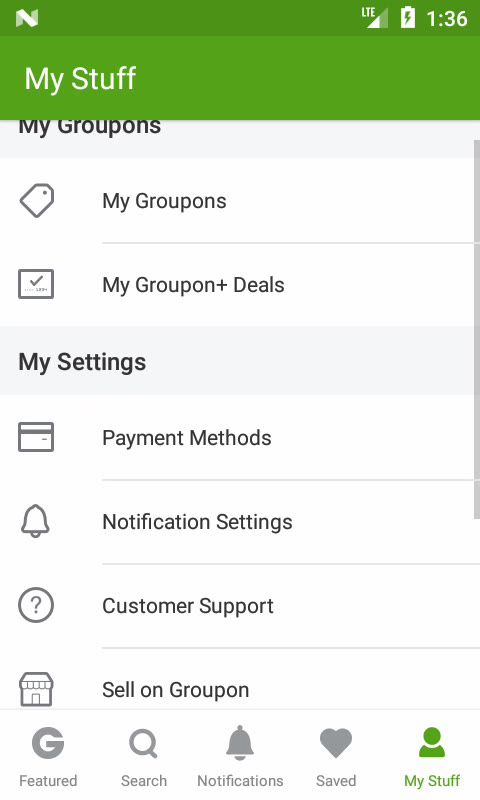 LTE
1:36
My Stuff
My Groupons
My Groupons
My Groupon+ Deals
My Settings
Payment Methods
Notification Settings
Customer Support
?
Sell on Groupon
G
Featured
Search
Notifications
Saved
My Stuff